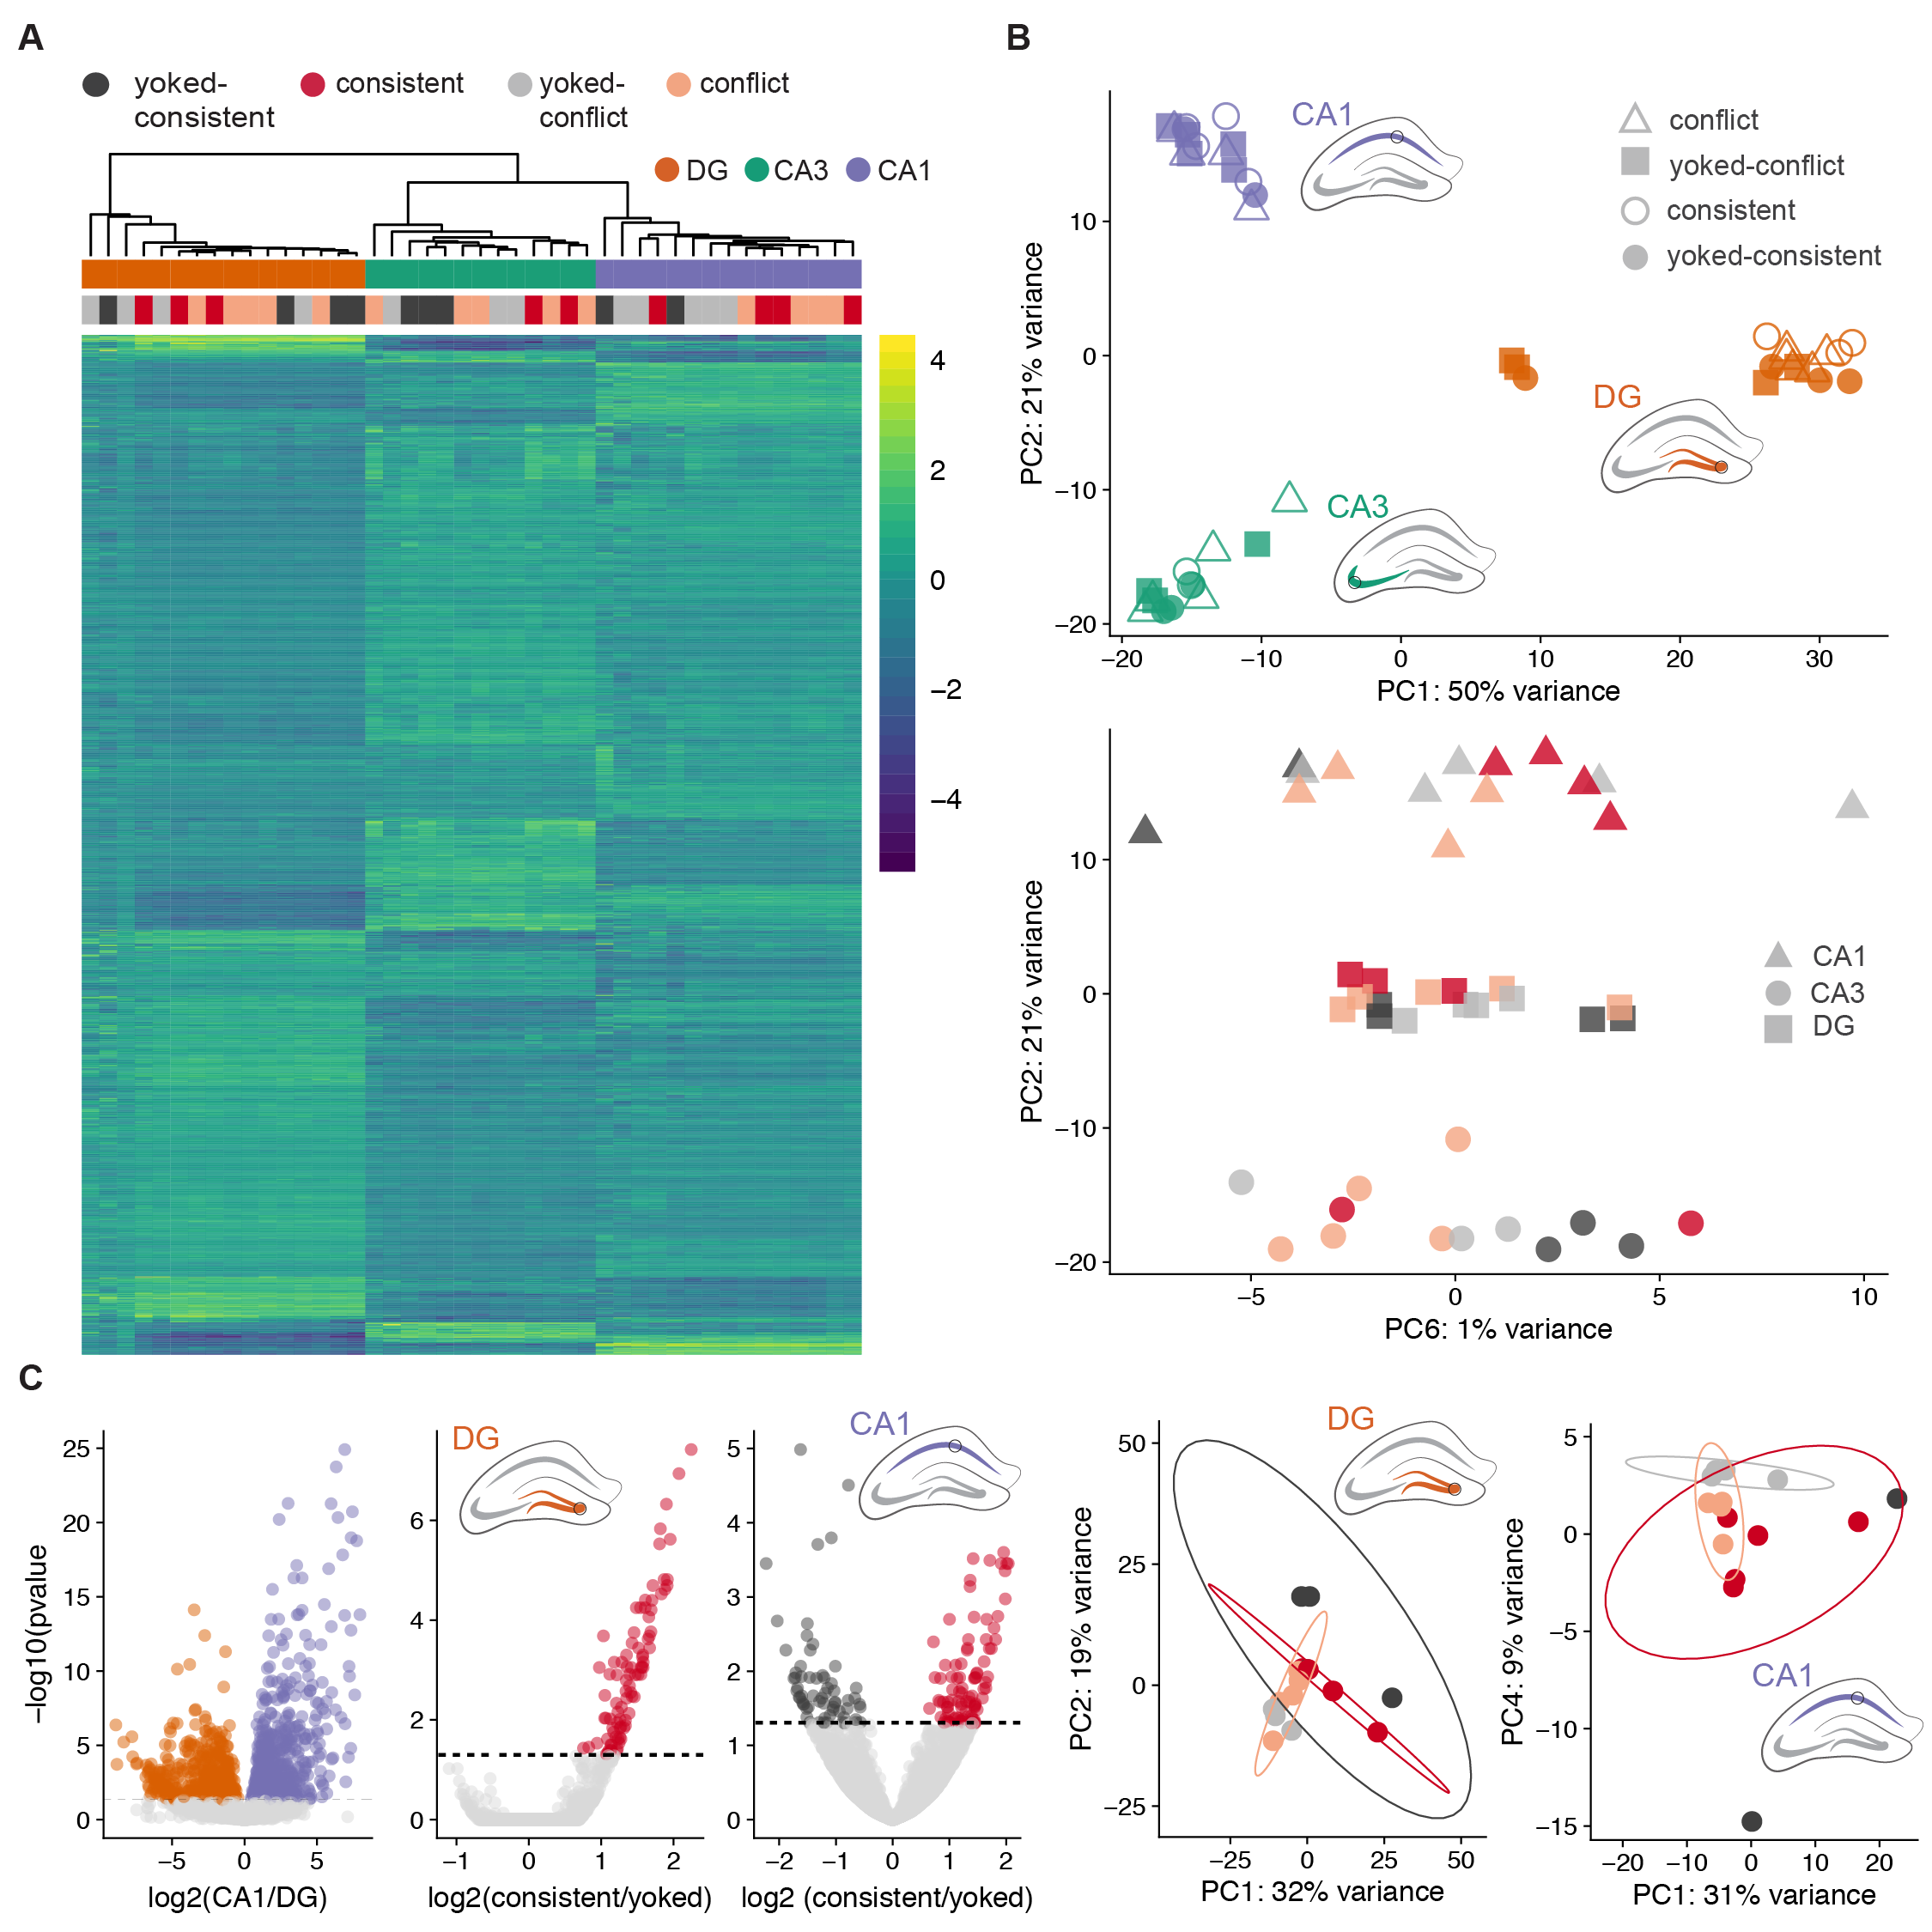 A
yoked-
consistent
consistent
yoked-
conflict
conflict
DG
CA3
CA1
4
2
0
−2
−4
B
CA1
conflict
yoked-conflict
consistent
yoked-consistent
DG
CA3
10
0
−10
−20
PC2: 21% variance
−20
−10
0
10
20
30
PC1: 50% variance
10
0
−10
−20
PC2: 21% variance
CA1
CA3
DG
−5
0
5
10
PC6: 1% variance
C
25
20
15
10
5
0
−log10(pvalue
−5
0
5
log2(CA1/DG)
DG
6
4
2
0
−1
0
1
2
log2(consistent/yoked)
CA1
5
4
3
2
1
0
−2
−1
0
1
2
log2 (consistent/yoked)
DG
50
25
0
−25
PC2: 19% variance
−25
0
25
50
PC1: 32% variance
5
0
−5
−10
−15
PC4: 9% variance
CA1
−20
−10
0
10
20
PC1: 31% variance